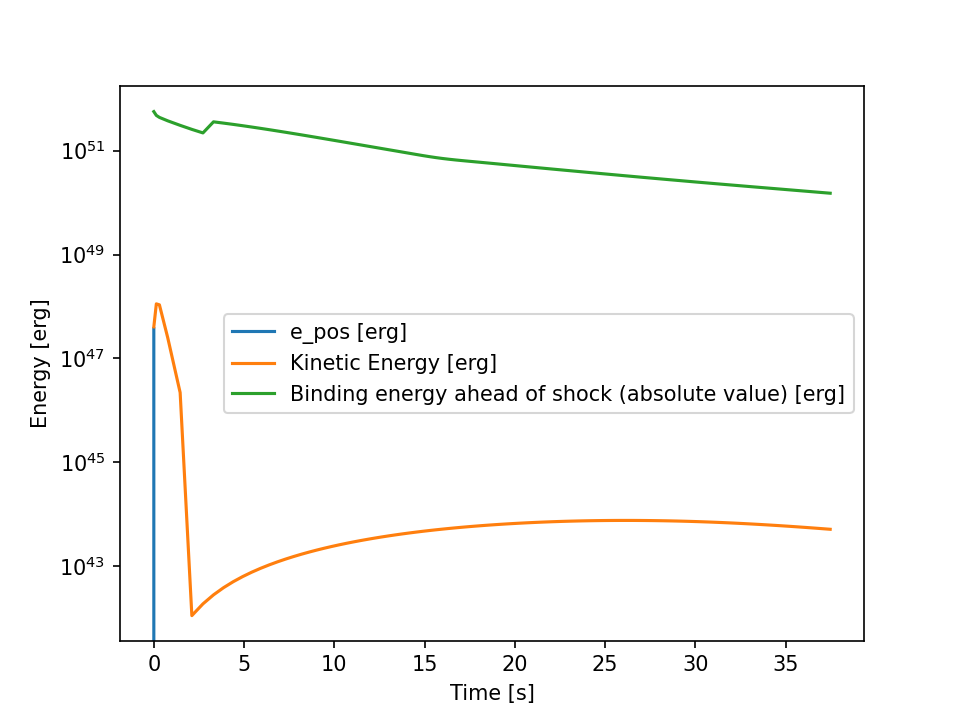 10^51
10^49
10^47
10^45
10^43
Energy [erg]
e_pos [erg]
Kinetic Energy [erg]
Binding energy ahead of shock (absolute value) [erg]
0 5 10 15 20 25 30 35
Time [s]